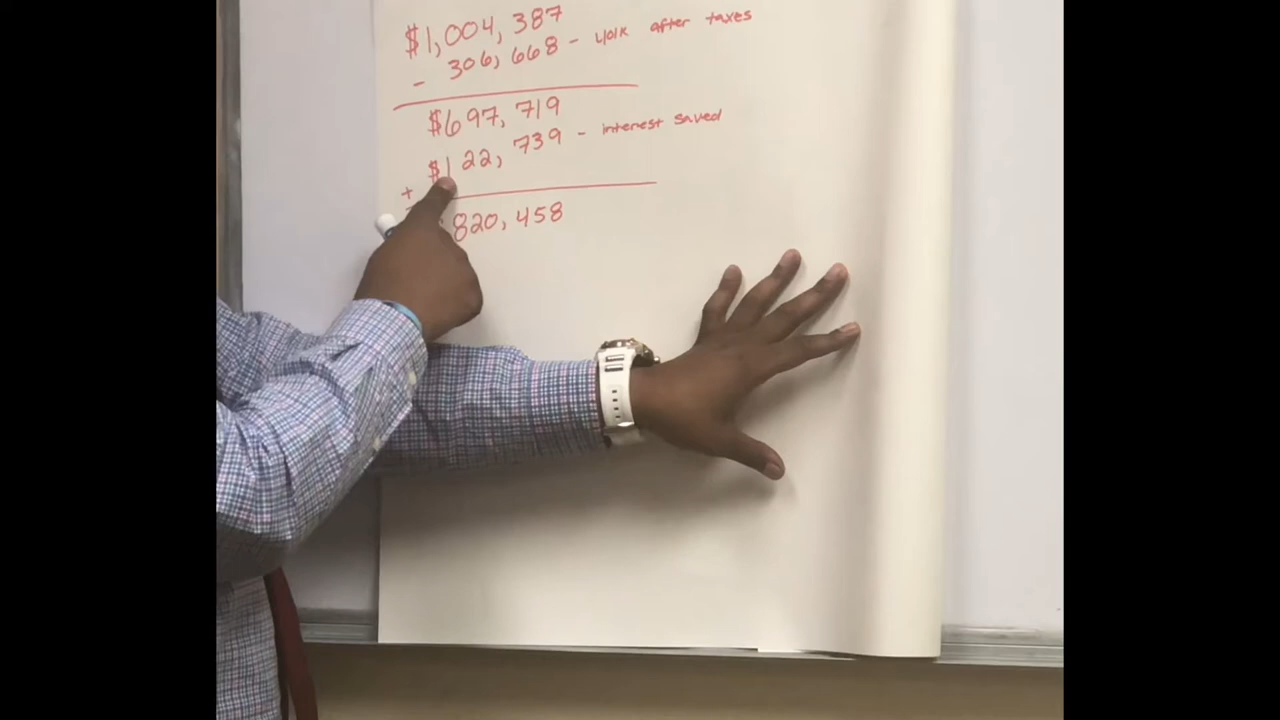 $1,004,387
- 306,668 - 401k after taxes
$697,719
+ $122,739 - interest saved
820,458